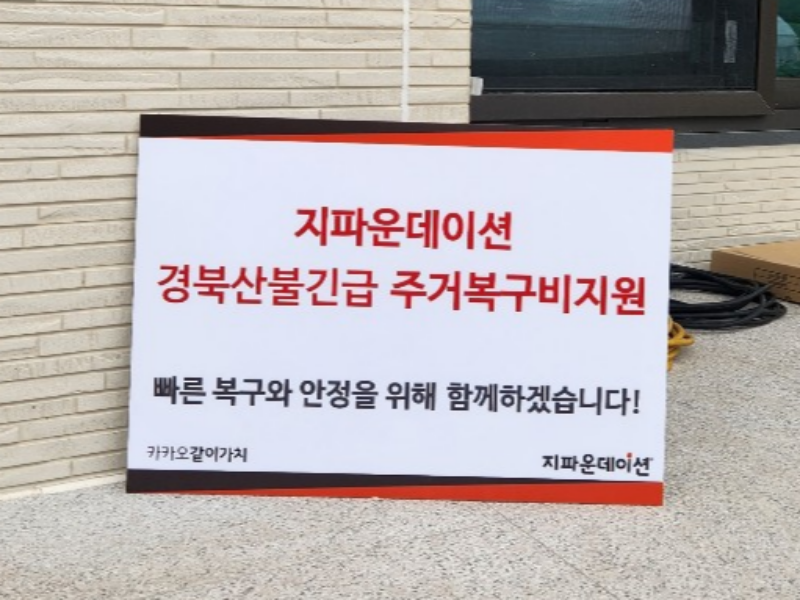 지파운데이션
경북산불긴급 주거복구비지원
빠른 복구와 안정을 위해 함께하겠습니다!
카카오같이가치
지파운데이션